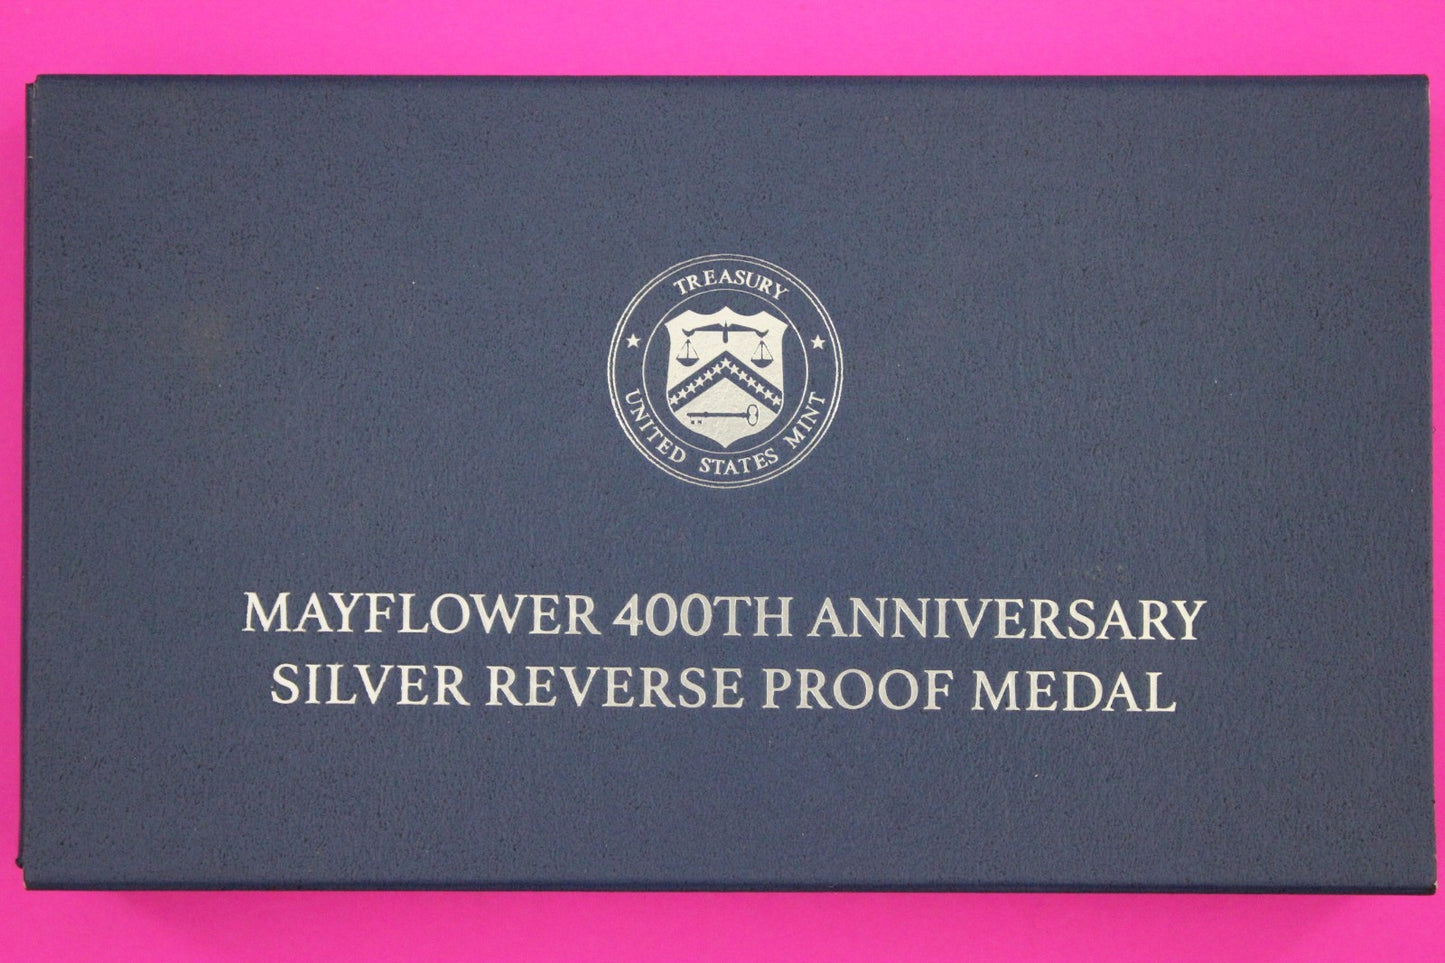 TREASURY
UNITED STATES MINT
MAYFLOWER 400TH ANNIVERSARY
SILVER REVERSE PROOF MEDAL